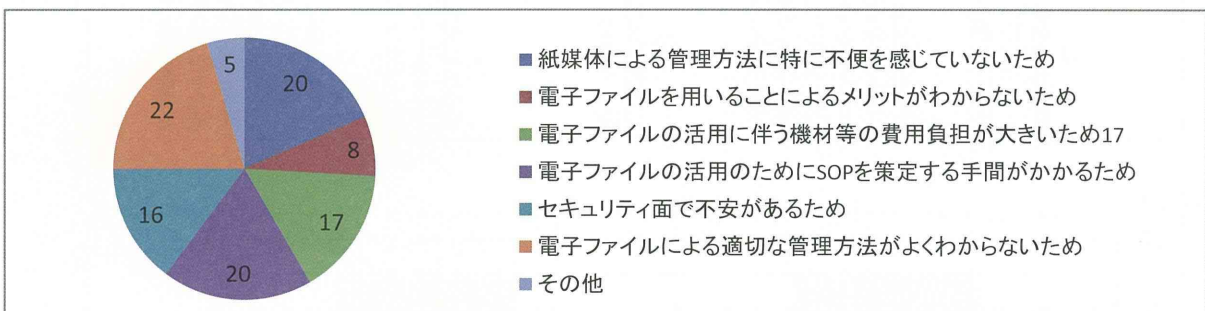 5
20
22
8
17
16
20
紙媒体による管理方法に特に不便を感じていないため
電子ファイルを用いることによるメリットがわからないため
電子ファイルの活用に伴う機材等の費用負担が大きいため17
電子ファイルの活用のためにSOPを策定する手間がかかるため
セキュリティ面で不安があるため
電子ファイルによる適切な管理方法がよくわからないため
その他